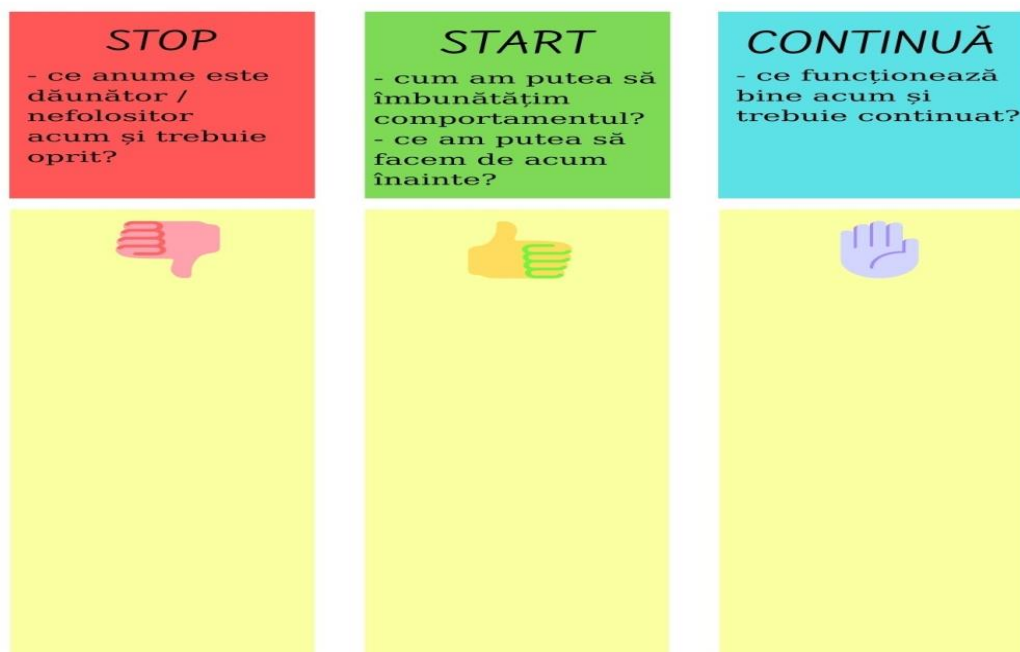 STOP
- ce anume este
dăunător /
nefolositor
acum și trebuie
oprit?
START
- cum am putea să
îmbunătățim
comportamentul?
- ce am putea să
facem de acum
înainte?
CONTINUĂ
- ce funcționează
bine acum și
trebuie continuat?